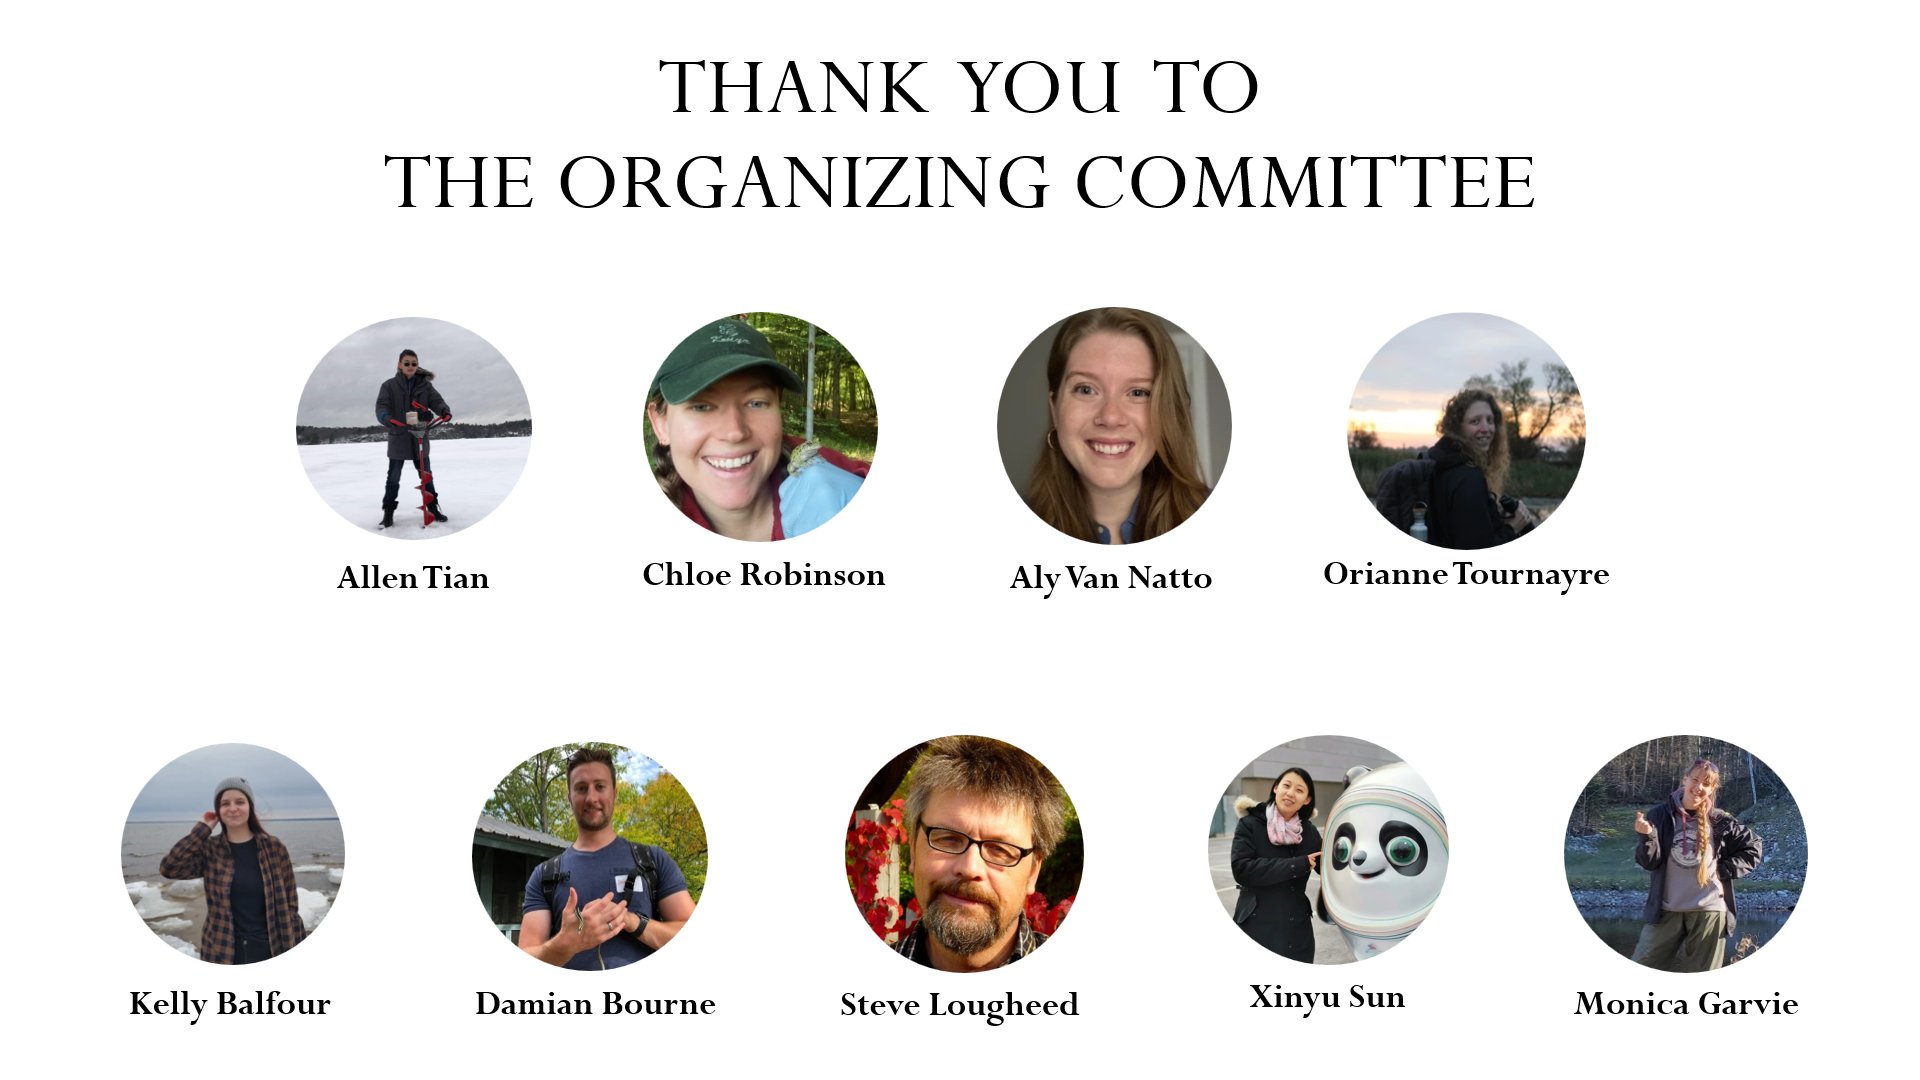 THANK YOU TO
THE ORGANIZING COMMITTEE
Allen Tian
Chloe Robinson
Aly Van Natto
Orianne Tournayre
Kelly Balfour
Damian Bourne
Steve Lougheed
Xinyu Sun
Monica Garvie